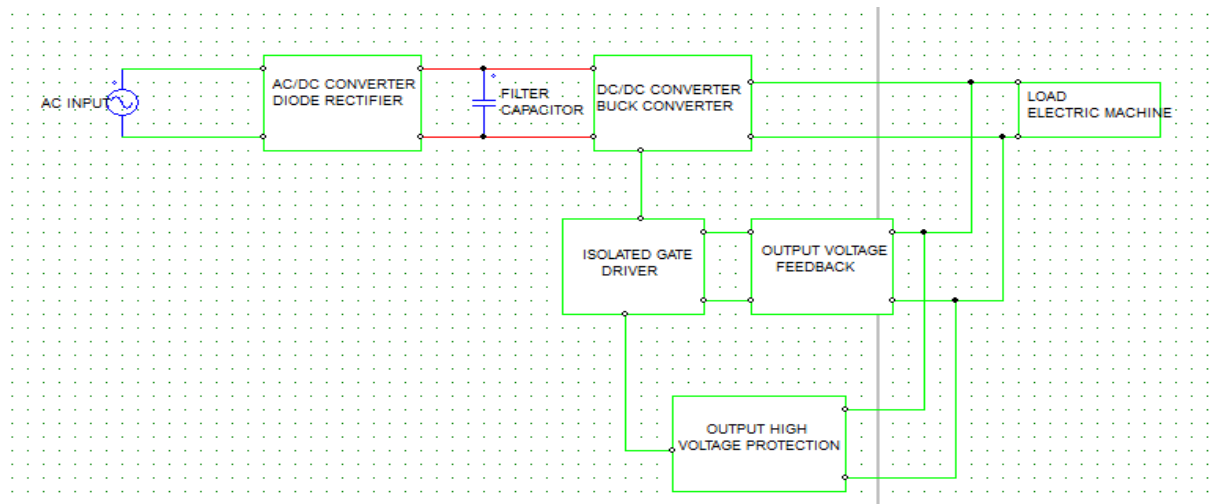 AC INPUT
AC/DC CONVERTER
DIODE RECTIFIER
FILTER
CAPACITOR
DC/DC CONVERTER
BUCK CONVERTER
LOAD
ELECTRIC MACHINE
ISOLATED GATE
DRIVER
OUTPUT VOLTAGE
FEEDBACK
OUTPUT HIGH
VOLTAGE PROTECTION